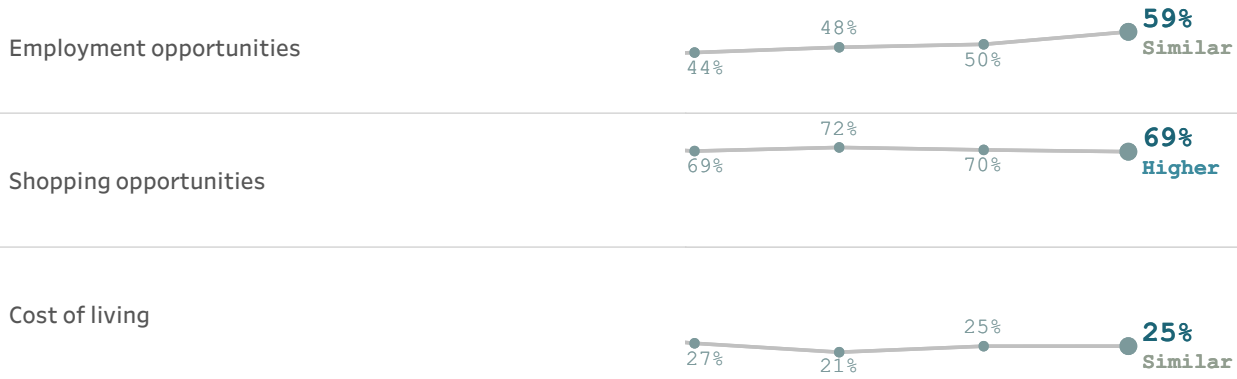 59%
48%
Employment opportunities
Similar
44%
50%
72%
69%
69%
70%
Higher
Shopping opportunities
Cost of living
25%
25%
27%
21%
Similar